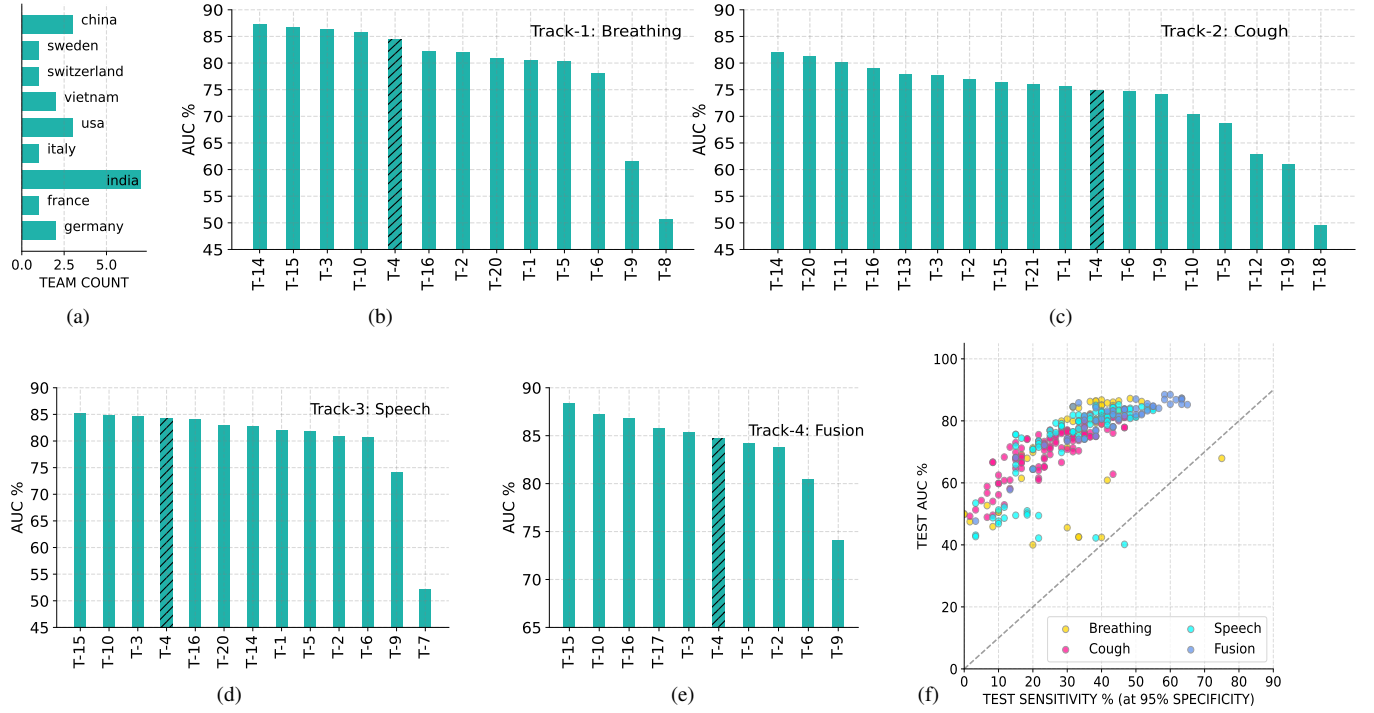 china
sweden
switzerland
vietnam
usa
italy
india
france
germany
0.0 2.5 5.0
TEAM COUNT
(a)
Track-1: Breathing
AUC %
90
85
80
75
70
65
60
55
50
45
T-14 T-15 T-3 T-10 T-4 T-16 T-2 T-20 T-1 T-5 T-6 T-9 T-8
(b)
Track-2: Cough
AUC %
90
85
80
75
70
65
60
55
50
45
T-14 T-20 T-11 T-16 T-13 T-3 T-2 T-15 T-21 T-1 T-4 T-6 T-9 T-10 T-5 T-12 T-19 T-18
(c)
Track-3: Speech
AUC %
90
85
80
75
70
65
60
55
50
45
T-15 T-10 T-3 T-4 T-16 T-20 T-14 T-1 T-5 T-2 T-6 T-9 T-7
(d)
Track-4: Fusion
AUC %
90
85
80
75
70
65
T-15 T-10 T-16 T-17 T-3 T-4 T-5 T-2 T-6 T-9
(e)
TEST AUC %
100
80
60
40
20
0
Breathing Speech
Cough Fusion
0 10 20 30 40 50 60 70 80 90
TEST SENSITIVITY % (at 95% SPECIFICITY)
(f)